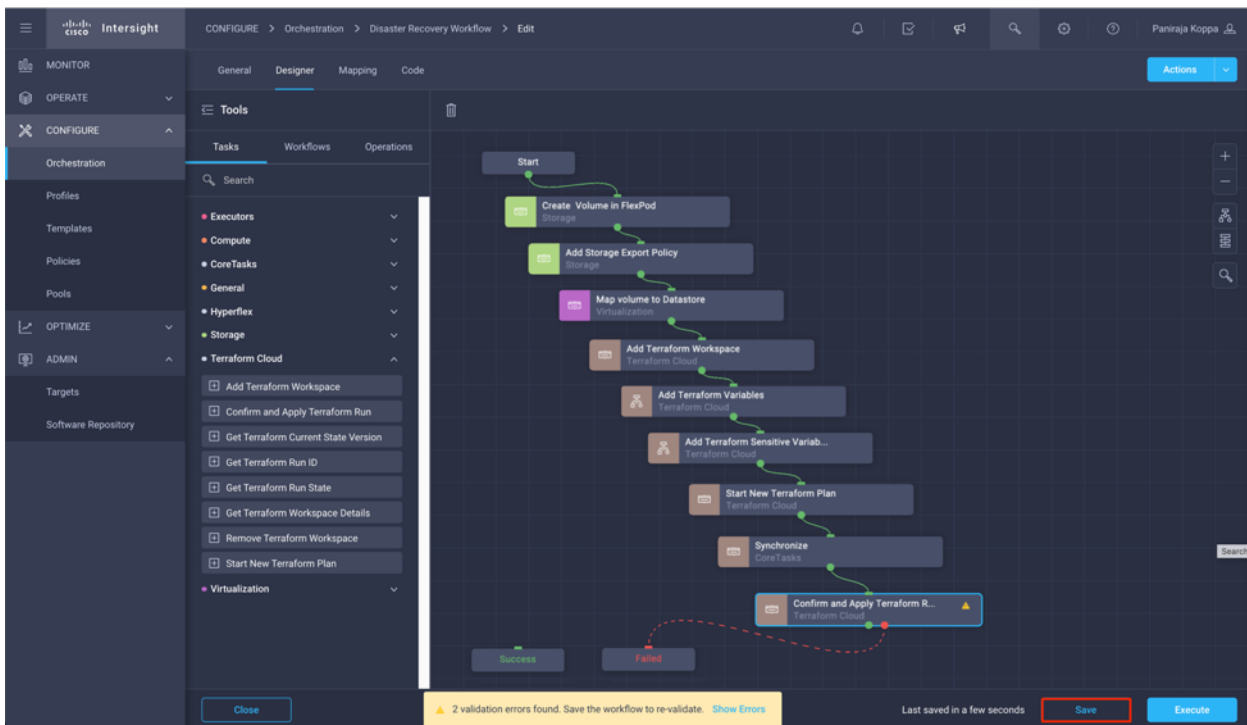 cisco Intersight
CONFIGURE > Orchestration > Disaster Recovery Workflow > Edit
Paniraja Koppa
MONITOR
OPERATE
CONFIGURE
Orchestration
Profiles
Templates
Policies
Pools
OPTIMIZE
ADMIN
Targets
Software Repository
General
Designer
Mapping
Code
Actions
Tools
Tasks
Workflows
Operations
Search
Executors
Compute
CoreTasks
General
Hyperflex
Storage
Terraform Cloud
Add Terraform Workspace
Confirm and Apply Terraform Run
Get Terraform Current State Version
Get Terraform Run ID
Get Terraform Run State
Get Terraform Workspace Details
Remove Terraform Workspace
Start New Terraform Plan
Virtualization
Start
Create Volume in FlexPod
Storage
Add Storage Export Policy
Storage
Map volume to Datastore
Virtualization
Add Terraform Workspace
Terraform Cloud
Add Terraform Variables
Terraform Cloud
Add Terraform Sensitive Variab...
Terraform Cloud
Start New Terraform Plan
Terraform Cloud
Synchronize
CoreTasks
Confirm and Apply Terraform R...
Terraform Cloud
Success
Failed
Search
Close
2 validation errors found. Save the workflow to re-validate. Show Errors
Last saved in a few seconds
Save
Execute